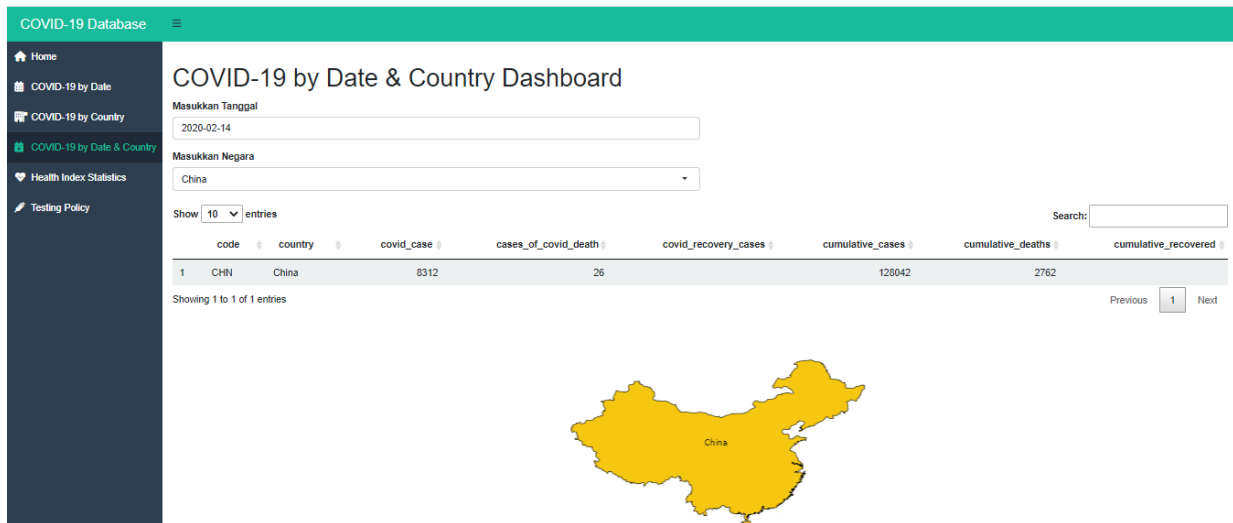 COVID-19 Database
Home
COVID-19 by Date
COVID-19 by Country
COVID-19 by Date & Country
Health Index Statistics
Testing Policy
COVID-19 by Date & Country Dashboard
Masukkan Tanggal
2020-02-14
Masukkan Negara
China
Show 10 entries
Search:
code country covid_case cases_of_covid_death covid_recovery_cases cumulative_cases cumulative_deaths cumulative_recovered
1 CHN China 8312 26 128042 2762
Showing 1 to 1 of 1 entries
Previous 1 Next
China